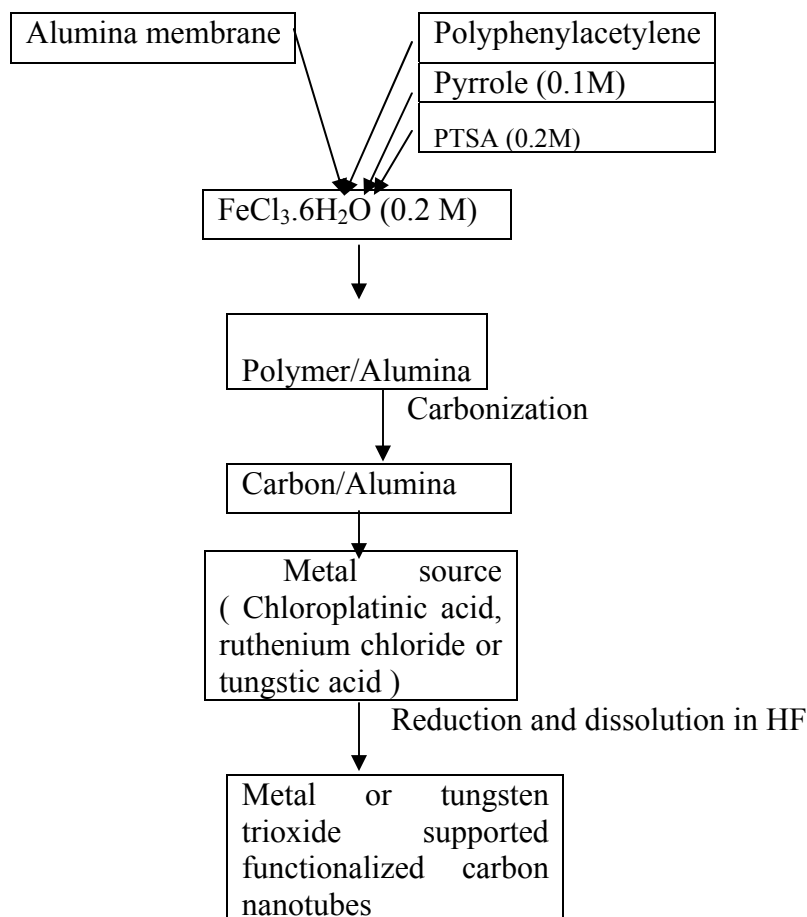 Alumina membrane
Polyphenylacetylene
Pyrrole (0.1M)
PTSA (0.2M)
FeCl₃.6H₂O (0.2 M)
Polymer/Alumina
Carbonization
Carbon/Alumina
Metal source
( Chloroplatinic acid,
ruthenium chloride or
tungstic acid )
Reduction and dissolution in HF
Metal or tungsten
trioxide supported
functionalized carbon
nanotubes